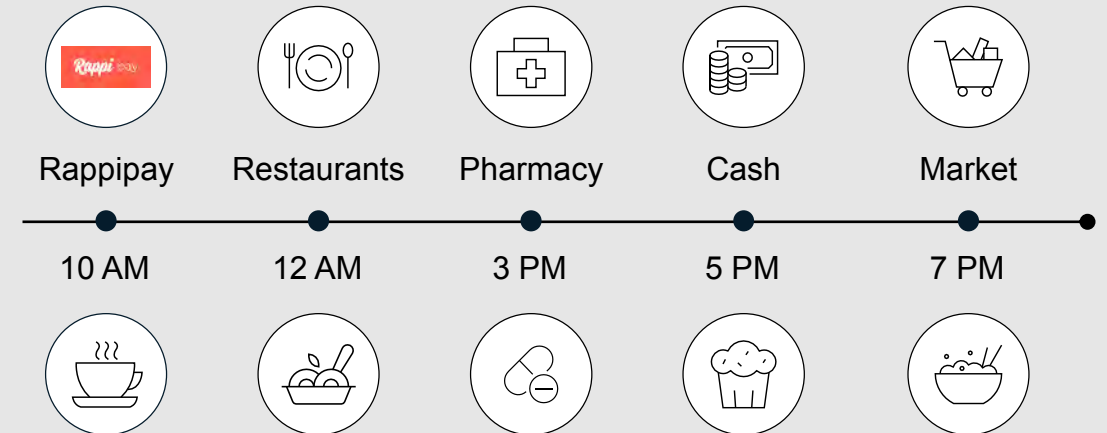 Rappi pay
Rappipay Restaurants Pharmacy Cash Market
10 AM 12 AM 3 PM 5 PM 7 PM